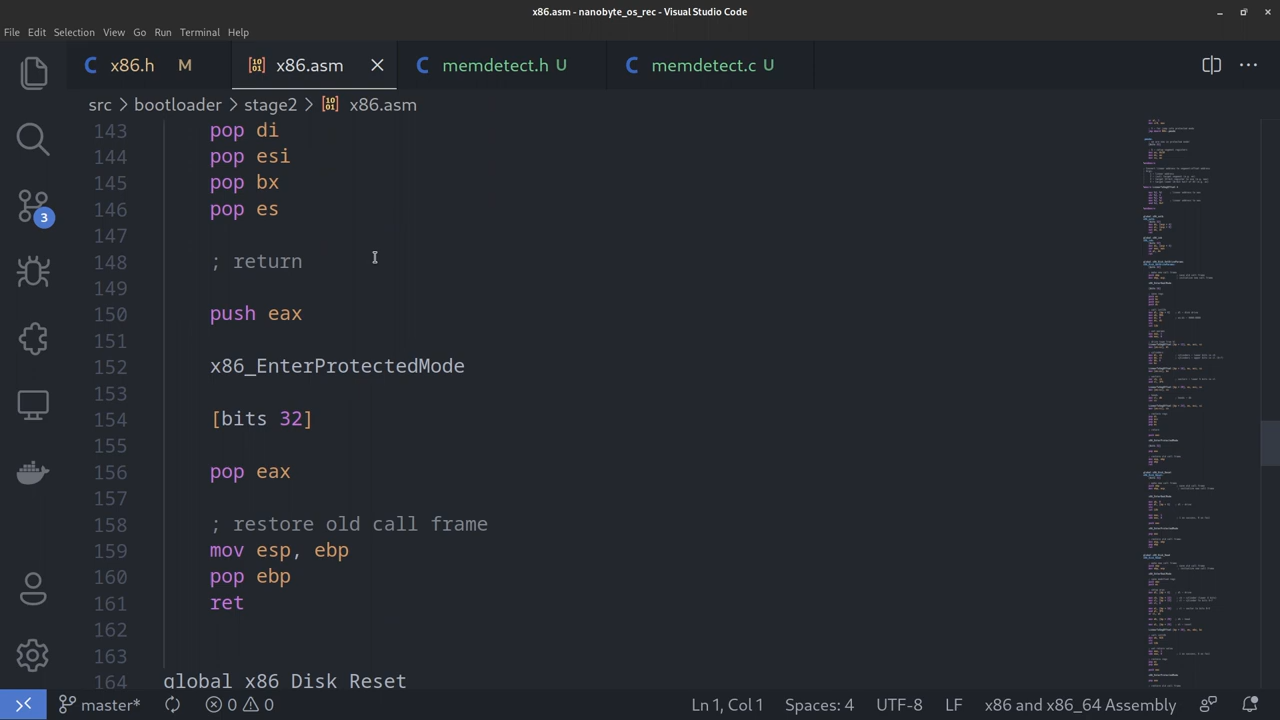 x86.asm - nanobyte_os_rec - Visual Studio Code
File Edit Selection View Go Run Terminal Help
x86.h M x86.asm memdetect.h U memdetect.c U
src > bootloader > stage2 > x86.asm
143 pop di
144 pop esi
145 pop bx
146 pop es
147
148 ; return
149
150 push eax
151
152 x86_EnterProtectedMode
153
154 [bits 32]
155
156 pop eax
157
158 ; restore old call frame
159 mov esp, ebp
160 pop ebp
161 ret
162
163
164 global x86_Disk_Reset
3
master* 0 0 Ln 1, Col 1 Spaces: 4 UTF-8 LF x86 and x86_64 Assembly